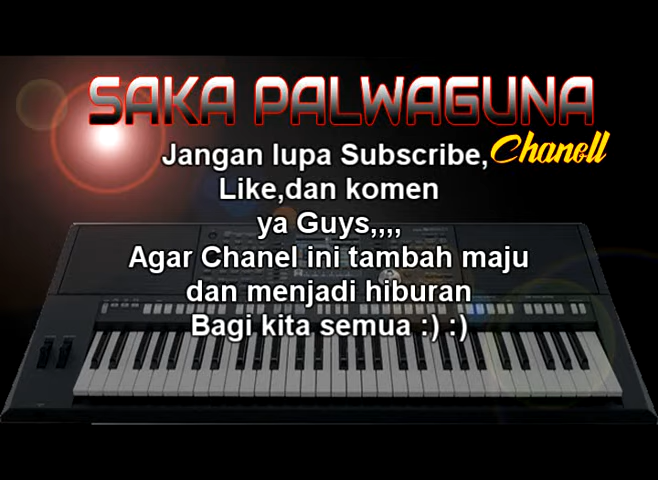 SAKA PALWAGUNA
Chanell
Jangan lupa Subscribe,
Like,dan komen
ya Guys,,,,
Agar Chanel ini tambah maju
dan menjadi hiburan
Bagi kita semua :) :)